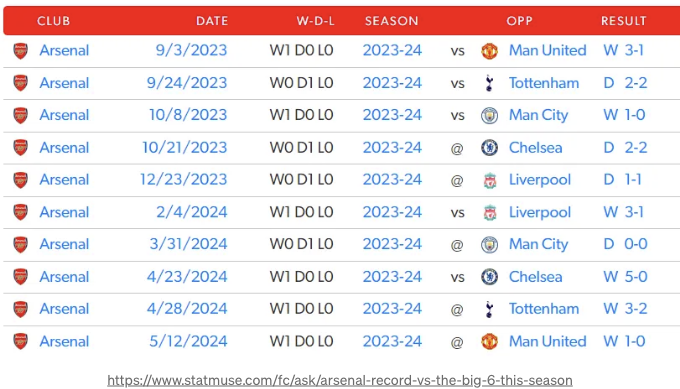 CLUB DATE W-D-L SEASON OPP RESULT
Arsenal 9/3/2023 W1 D0 L0 2023-24 vs Man United W 3-1
Arsenal 9/24/2023 W0 D1 L0 2023-24 vs Tottenham D 2-2
Arsenal 10/8/2023 W1 D0 L0 2023-24 vs Man City W 1-0
Arsenal 10/21/2023 W0 D1 L0 2023-24 @ Chelsea D 2-2
Arsenal 12/23/2023 W0 D1 L0 2023-24 @ Liverpool D 1-1
Arsenal 2/4/2024 W1 D0 L0 2023-24 vs Liverpool W 3-1
Arsenal 3/31/2024 W0 D1 L0 2023-24 @ Man City D 0-0
Arsenal 4/23/2024 W1 D0 L0 2023-24 vs Chelsea W 5-0
Arsenal 4/28/2024 W1 D0 L0 2023-24 @ Tottenham W 3-2
Arsenal 5/12/2024 W1 D0 L0 2023-24 @ Man United W 1-0
https://www.statmuse.com/fc/ask/arsenal-record-vs-the-big-6-this-season